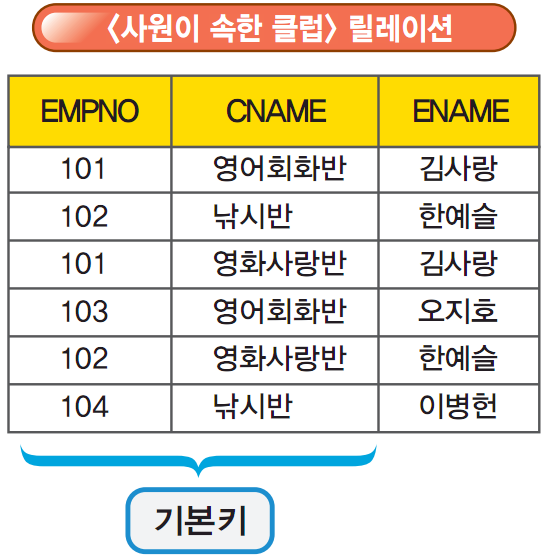 〈사원이 속한 클럽〉 릴레이션
EMPNO CNAME ENAME
101 영어회화반 김사랑
102 낚시반 한예슬
101 영화사랑반 김사랑
103 영어회화반 오지호
102 영화사랑반 한예슬
104 낚시반 이병헌
기본키